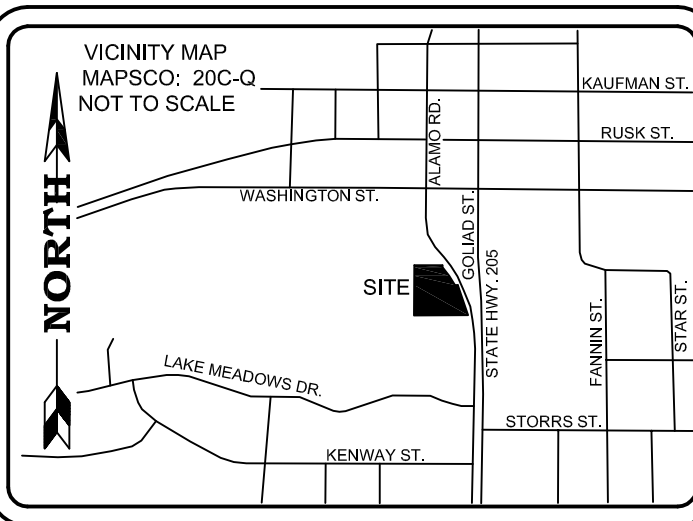 VICINITY MAP
MAPSCO: 20C-Q
NOT TO SCALE
NORTH
KAUFMAN ST.
RUSK ST.
ALAMO RD.
WASHINGTON ST.
GOLIAD ST.
STATE HWY. 205
SITE
FANNIN ST.
STAR ST.
LAKE MEADOWS DR.
STORRS ST.
KENWAY ST.